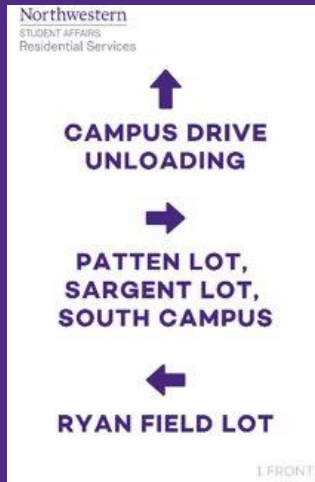 Northwestern
STUDENT AFFAIRS
Residential Services
CAMPUS DRIVE
UNLOADING
PATTEN LOT,
SARGENT LOT,
SOUTH CAMPUS
RYAN FIELD LOT
1 FRONT